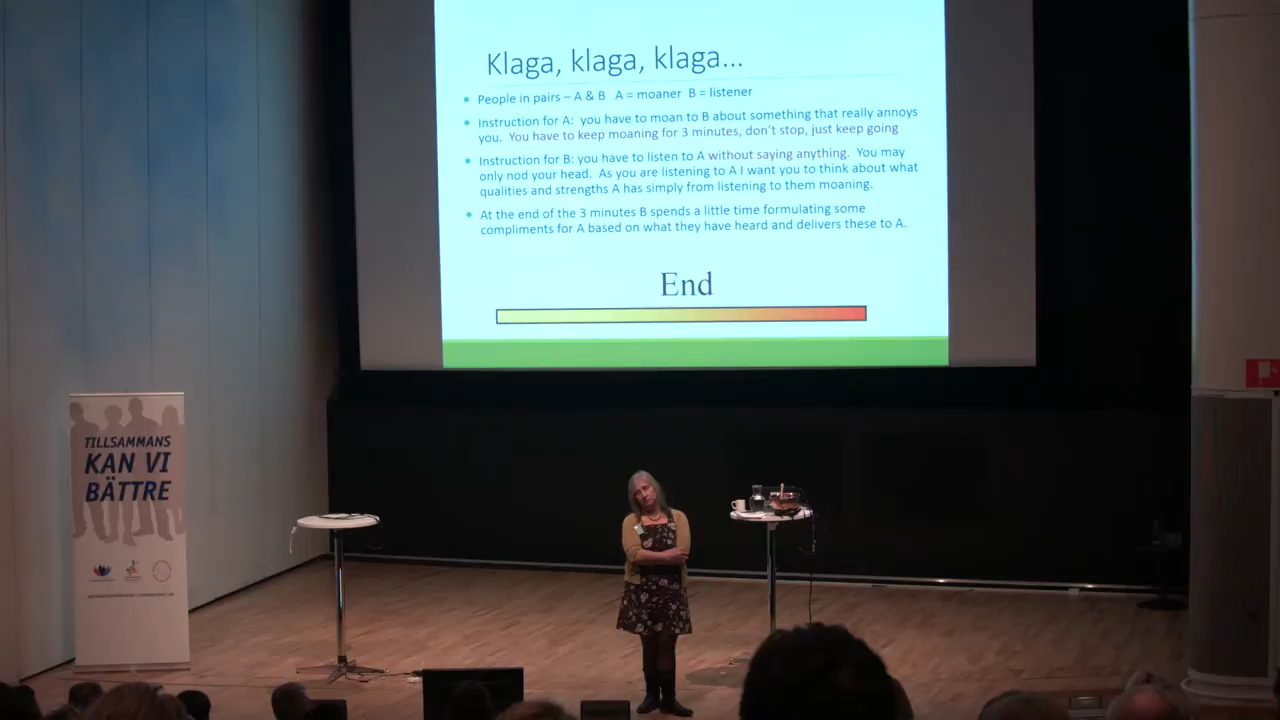 Klaga, klaga, klaga...
People in pairs – A & B A = moaner B = listener
Instruction for A: you have to moan to B about something that really annoys
you. You have to keep moaning for 3 minutes, don't stop, just keep going
Instruction for B: you have to listen to A without saying anything. You may
only nod your head. As you are listening to A I want you to think about what
qualities and strengths A has simply from listening to them moaning.
At the end of the 3 minutes B spends a little time formulating some
compliments for A based on what they have heard and delivers these to A.
End
TILLSAMMANS
KAN VI
BÄTTRE